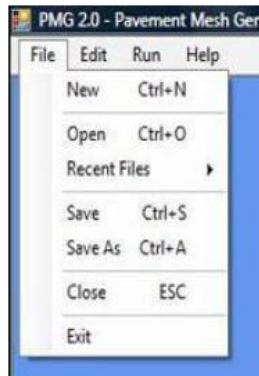 PMG 2.0 - Pavement Mesh Ger
File Edit Run Help
New Ctrl+N
Open Ctrl+O
Recent Files
Save Ctrl+S
Save As Ctrl+A
Close ESC
Exit